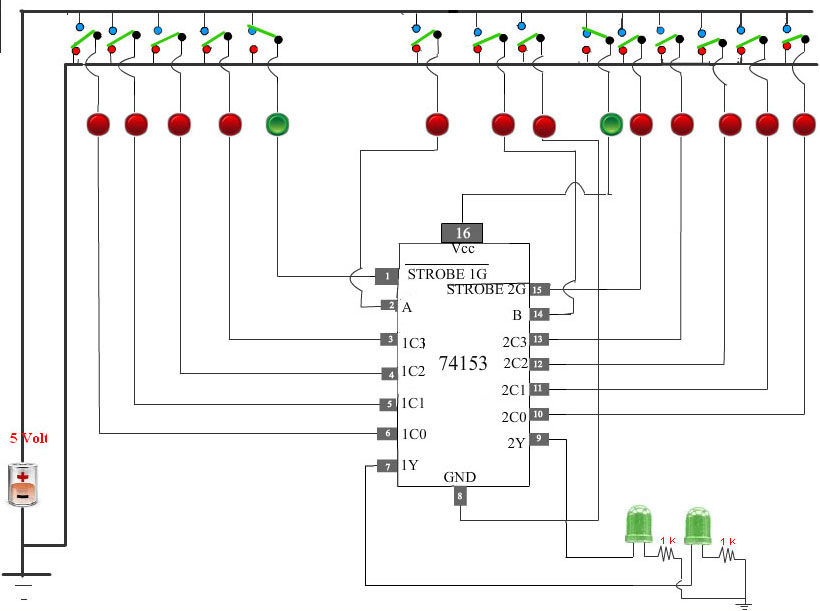 16
Vcc
1 STROBE 1G
STROBE 2G 15
2 A
B 14
3 1C3
2C3 13
74153
2C2 12
4 1C2
2C1 11
5 1C1
2C0 10
6 1C0
2Y 9
5 Volt
7 1Y
GND
8
1 k
1 k